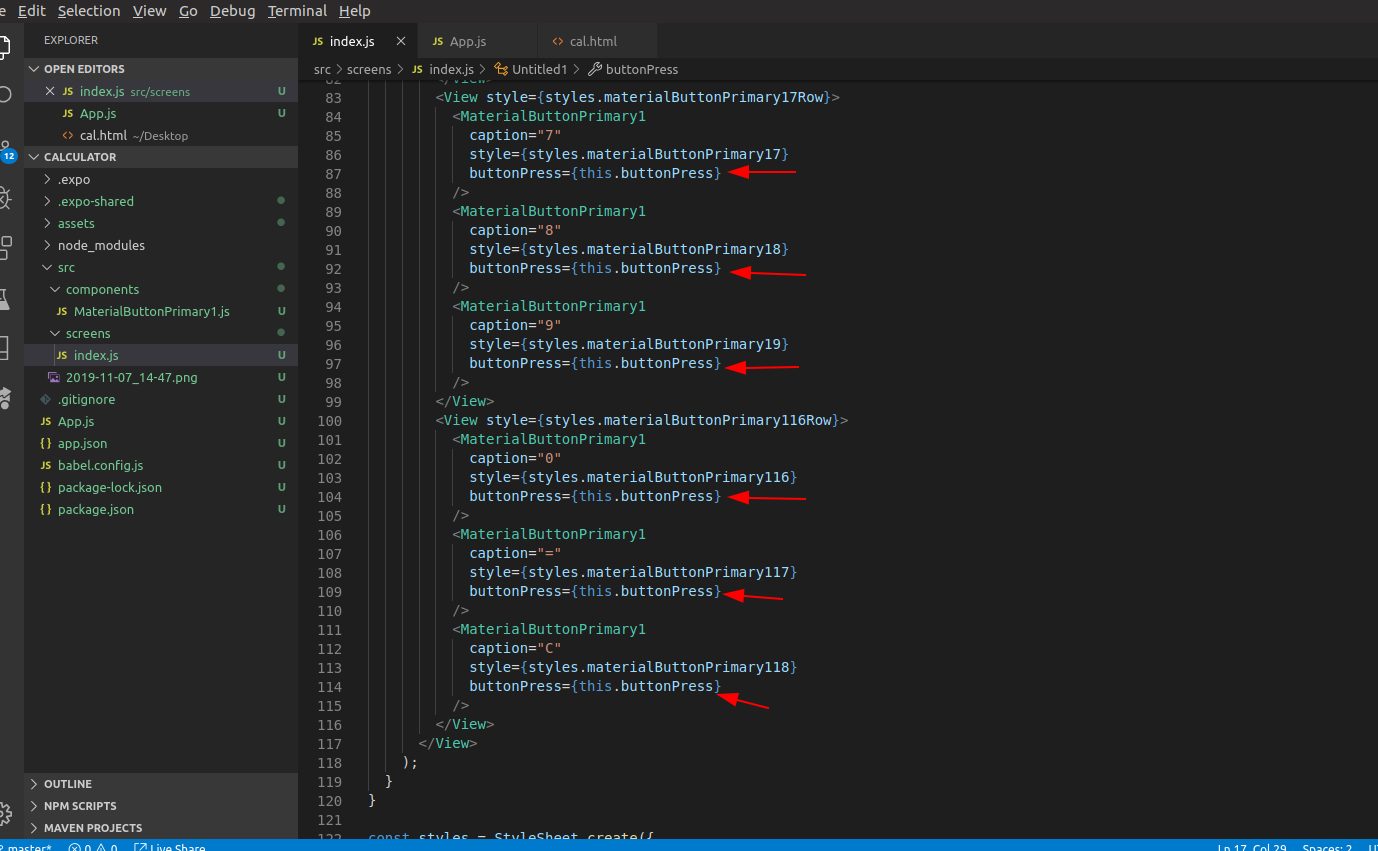 Edit Selection View Go Debug Terminal Help
EXPLORER
OPEN EDITORS
index.js src/screens U
App.js U
cal.html ~/Desktop
12
CALCULATOR
.expo
.expo-shared
assets
node_modules
src
components
JS MaterialButtonPrimary1.js U
screens
JS index.js U
2019-11-07_14-47.png U
.gitignore U
JS App.js U
{} app.json U
JS babel.config.js U
{} package-lock.json U
{} package.json U
OUTLINE
NPM SCRIPTS
MAVEN PROJECTS
JS index.js JS App.js <> cal.html
src > screens > JS index.js > Untitled1 > buttonPress
82 </View>
83 <View style={styles.materialButtonPrimary17Row}>
84 <MaterialButtonPrimary1
85 caption="7"
86 style={styles.materialButtonPrimary17}
87 buttonPress={this.buttonPress}
88 />
89 <MaterialButtonPrimary1
90 caption="8"
91 style={styles.materialButtonPrimary18}
92 buttonPress={this.buttonPress}
93 />
94 <MaterialButtonPrimary1
95 caption="9"
96 style={styles.materialButtonPrimary19}
97 buttonPress={this.buttonPress}
98 />
99 </View>
100 <View style={styles.materialButtonPrimary116Row}>
101 <MaterialButtonPrimary1
102 caption="0"
103 style={styles.materialButtonPrimary116}
104 buttonPress={this.buttonPress}
105 />
106 <MaterialButtonPrimary1
107 caption="="
108 style={styles.materialButtonPrimary117}
109 buttonPress={this.buttonPress}
110 />
111 <MaterialButtonPrimary1
112 caption="C"
113 style={styles.materialButtonPrimary118}
114 buttonPress={this.buttonPress}
115 />
116 </View>
117 </View>
118 );
119 }
120 }
121
122 const styles = StyleSheet.create({
master* 0 0 Live Share Ln 17, Col 29 Spaces: 2